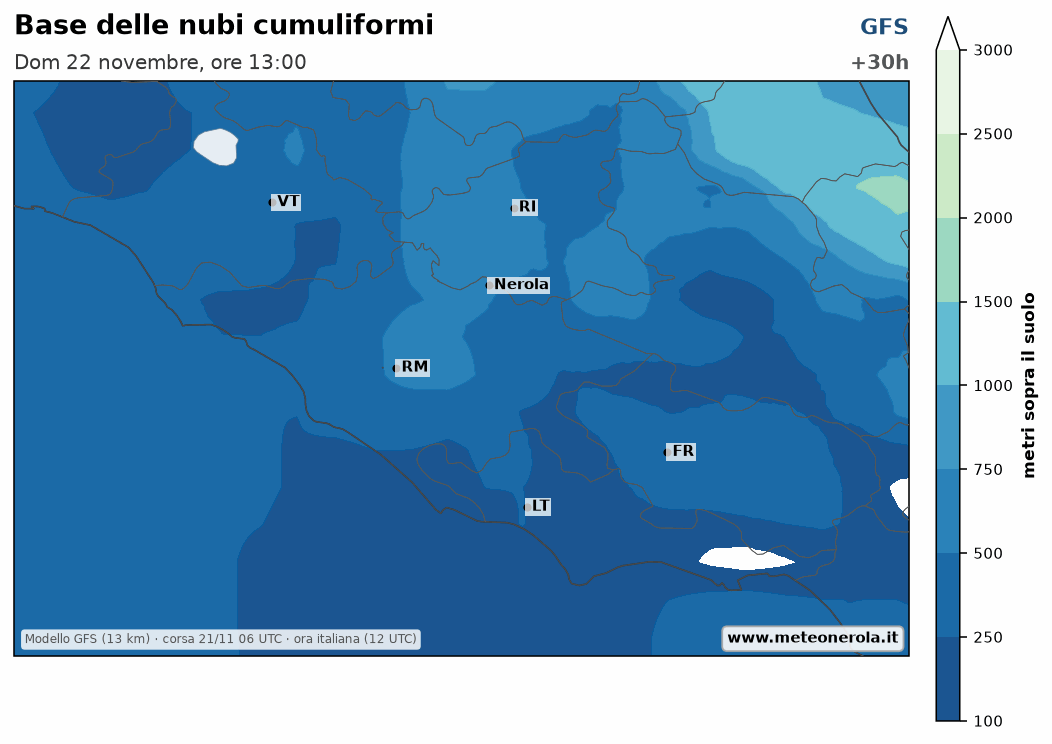 Base delle nubi cumuliformi
GFS
Dom 22 novembre, ore 13:00
+30h
3000
2500
2000
1500
1000
750
500
250
100
metri sopra il suolo
VT
RI
Nerola
RM
FR
LT
Modello GFS (13 km) · corsa 21/11 06 UTC · ora italiana (12 UTC)
www.meteonerola.it